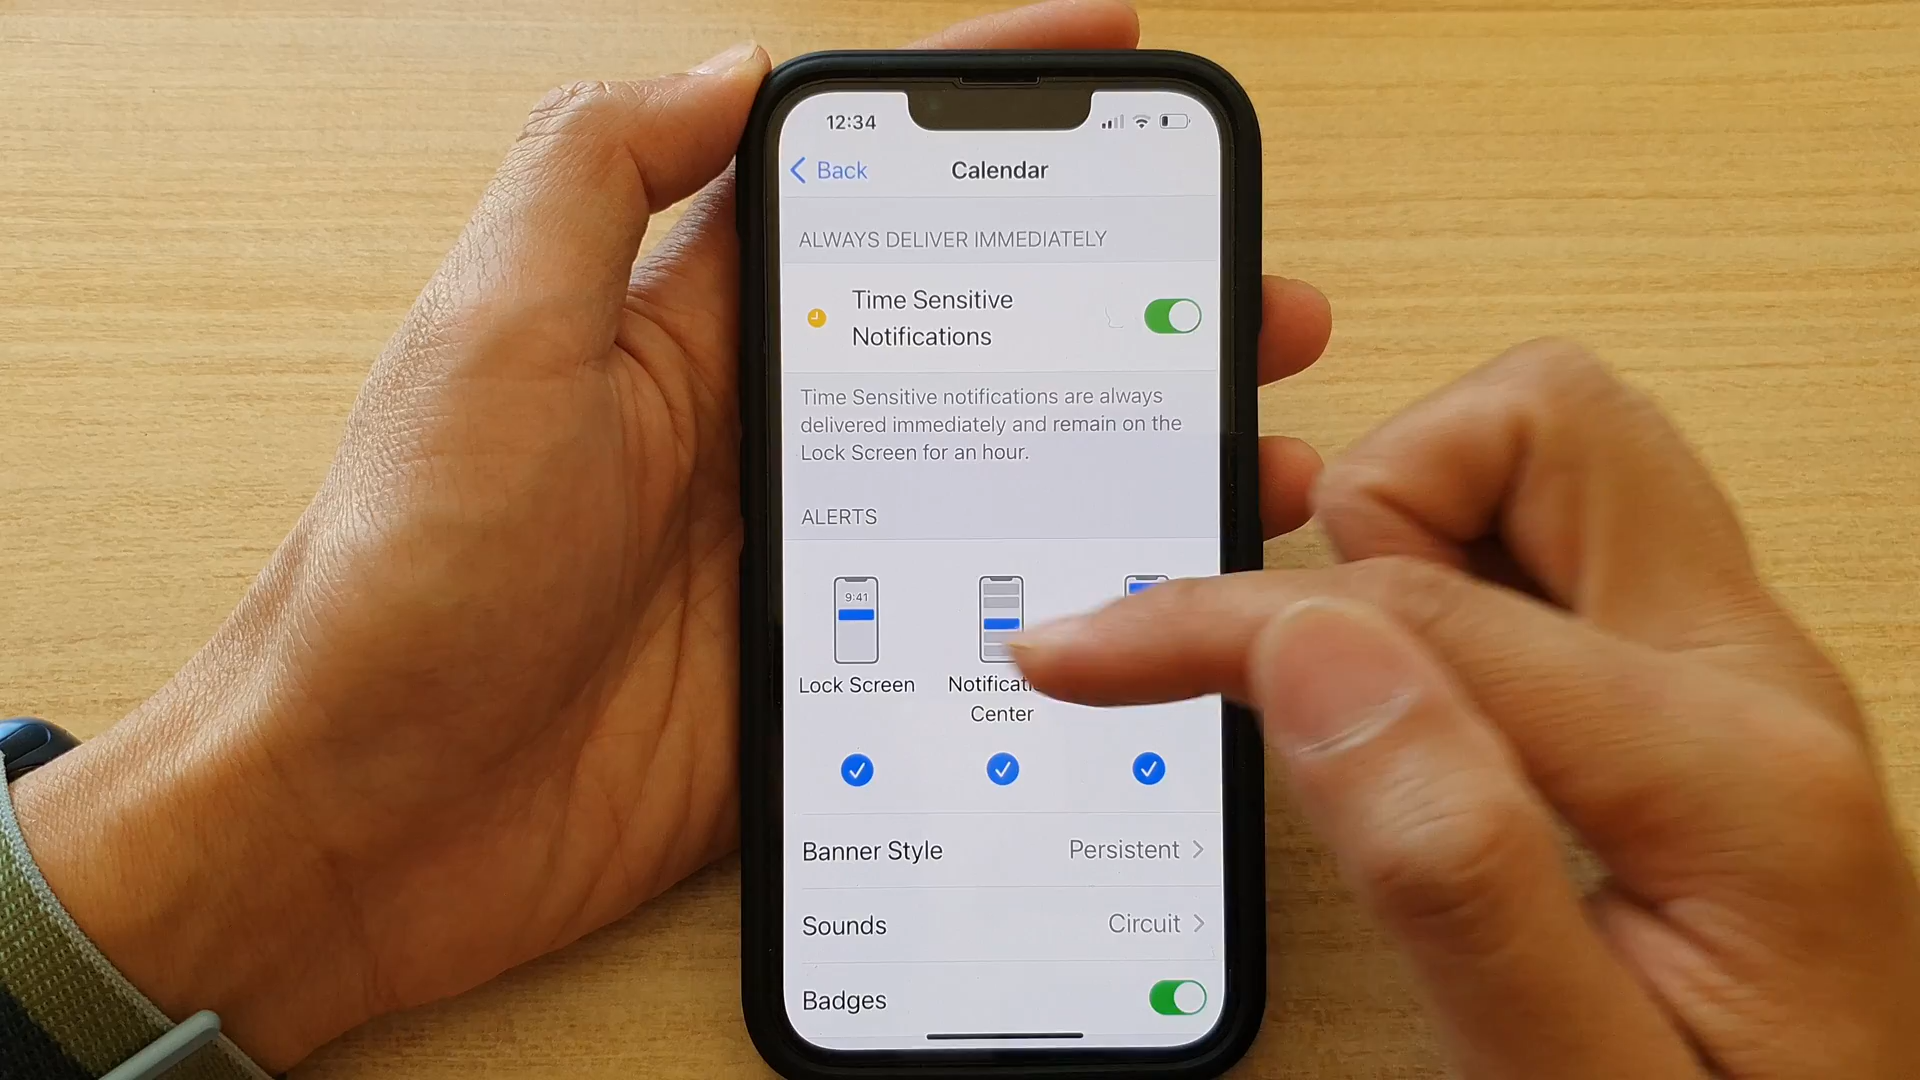 12:34
Back
Calendar
ALWAYS DELIVER IMMEDIATELY
Time Sensitive
Notifications
Time Sensitive notifications are always
delivered immediately and remain on the
Lock Screen for an hour.
ALERTS
9:41
Lock Screen
Center
Banner Style
Persistent
Sounds
Circuit
Badges